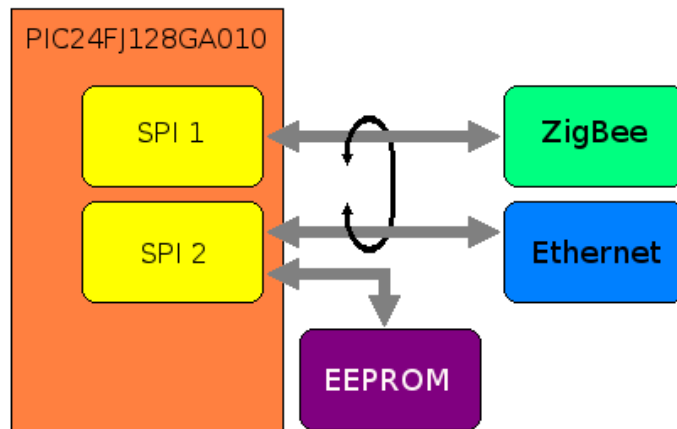 PIC24FJ128GA010
SPI 1
ZigBee
SPI 2
Ethernet
EEPROM